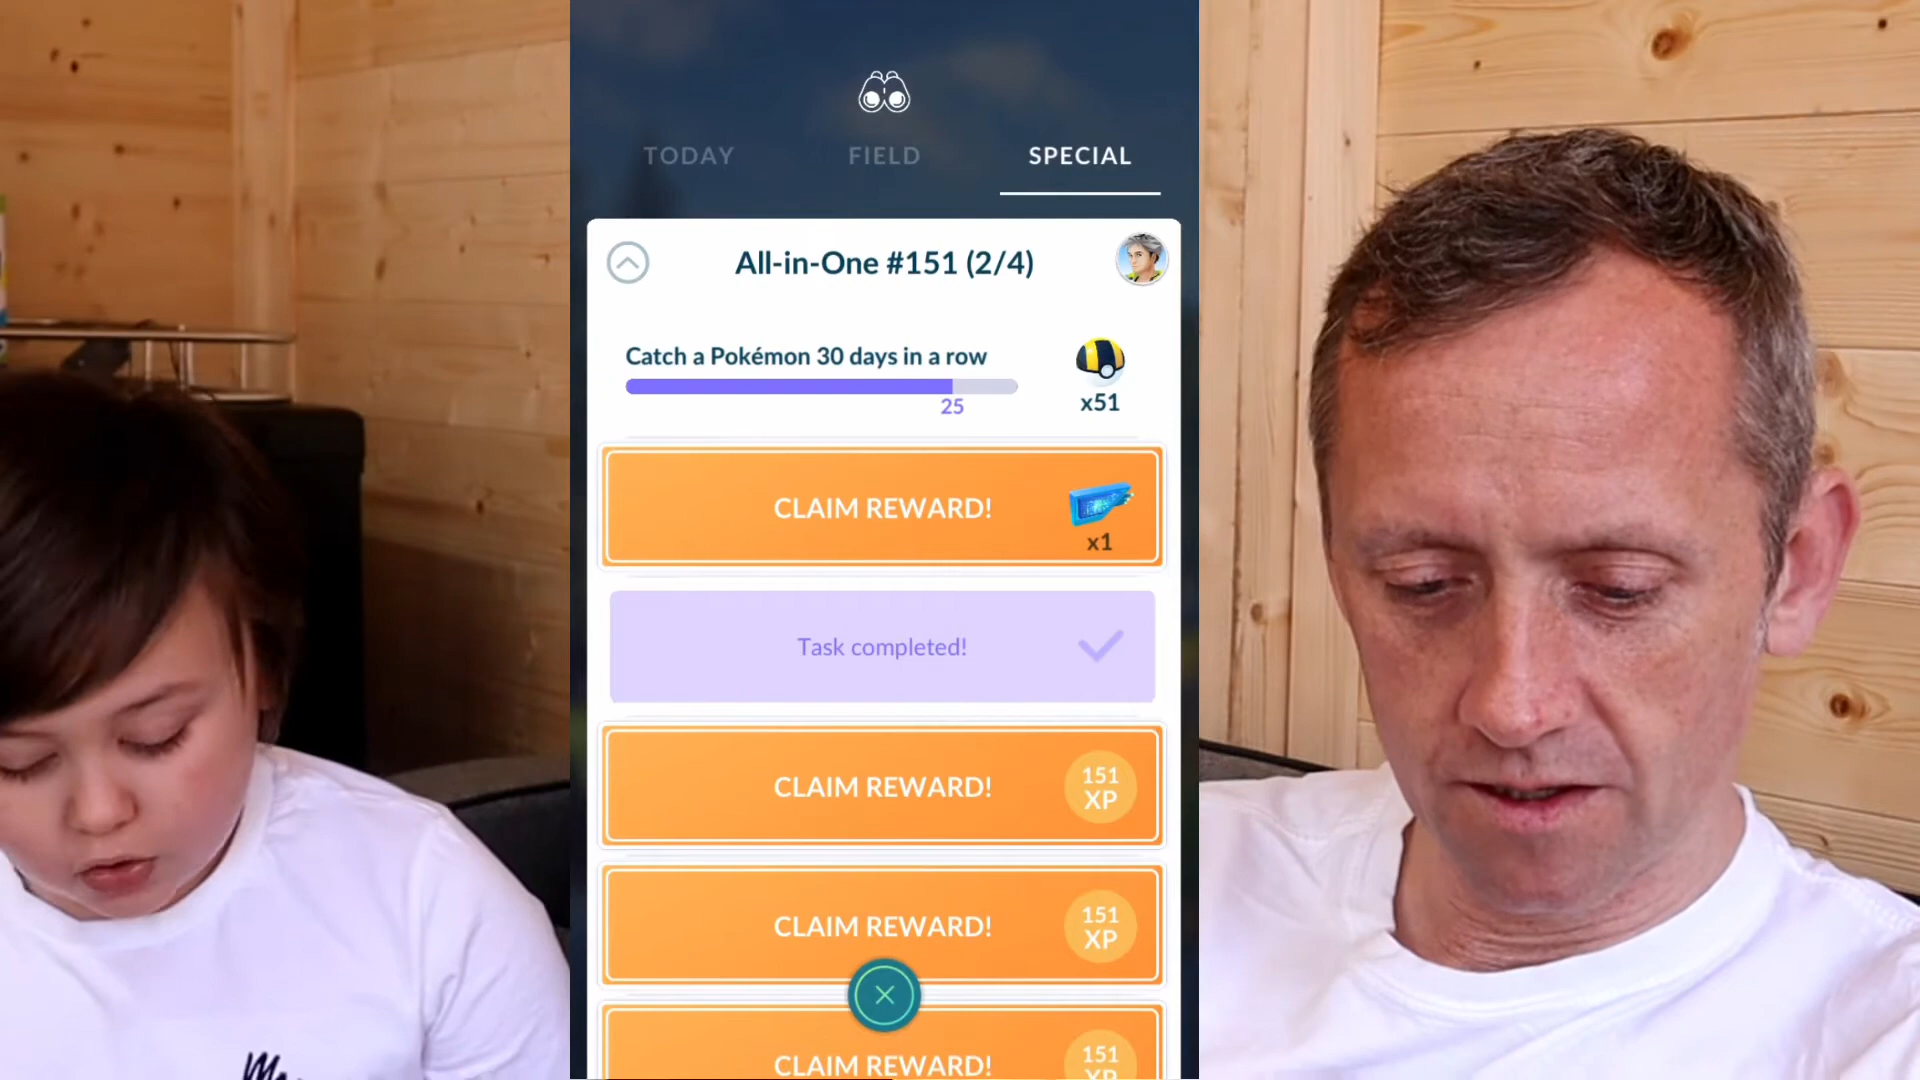 TODAY
FIELD
SPECIAL
All-in-One #151 (2/4)
Catch a Pokémon 30 days in a row
25
x51
CLAIM REWARD!
x1
Task completed!
CLAIM REWARD!
151
XP
CLAIM REWARD!
151
XP
CLAIM REWARD!
151
XP